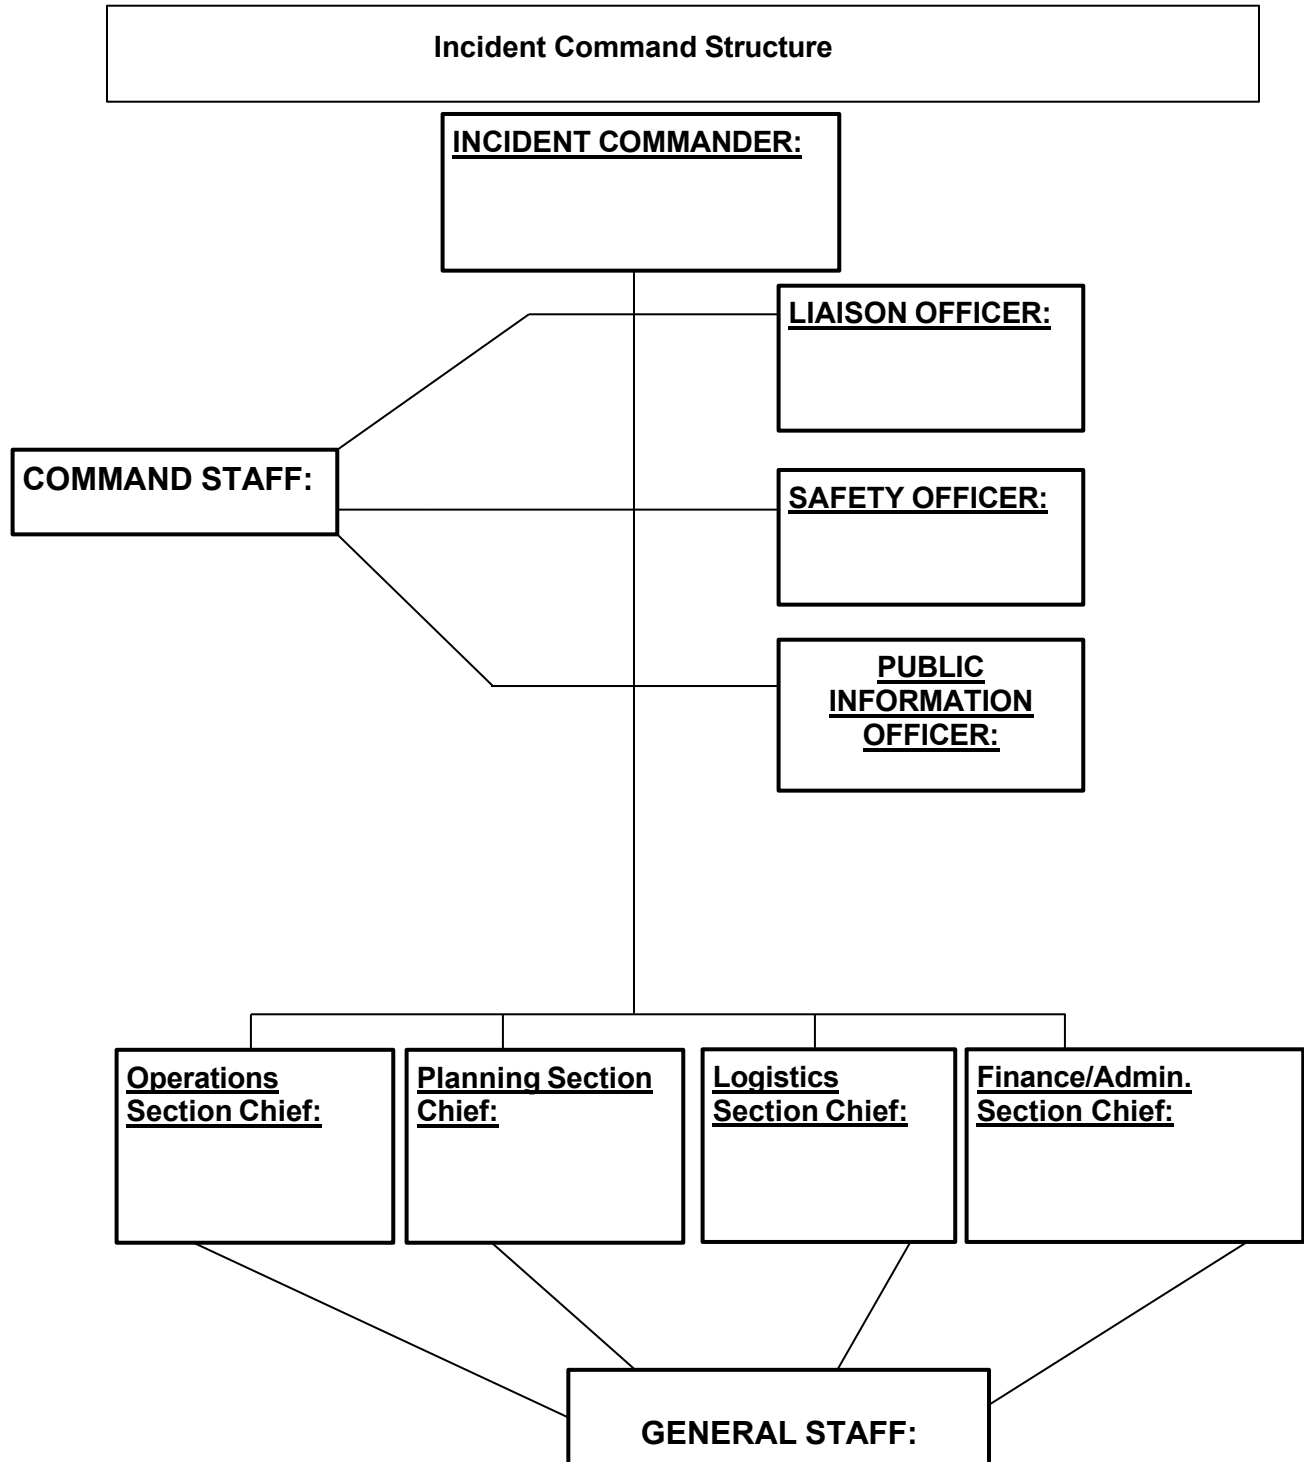 Incident Command Structure
INCIDENT COMMANDER:
LIAISON OFFICER:
COMMAND STAFF:
SAFETY OFFICER:
PUBLIC
INFORMATION
OFFICER:
Operations
Section Chief:
Planning Section
Chief:
Logistics
Section Chief:
Finance/Admin.
Section Chief:
GENERAL STAFF: